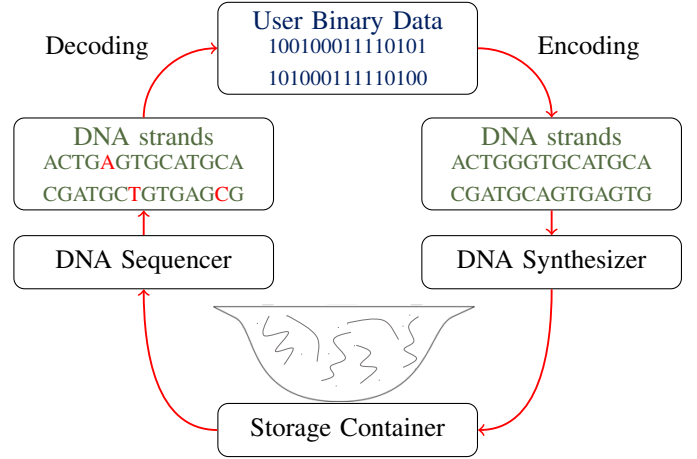 User Binary Data
100100011110101
101000111110100
Decoding
Encoding
DNA strands
ACTGAGTGCATGCA
CGATGCTGTGAGCG
DNA strands
ACTGGGTGCATGCA
CGATGCAGTGAGTG
DNA Sequencer
DNA Synthesizer
Storage Container